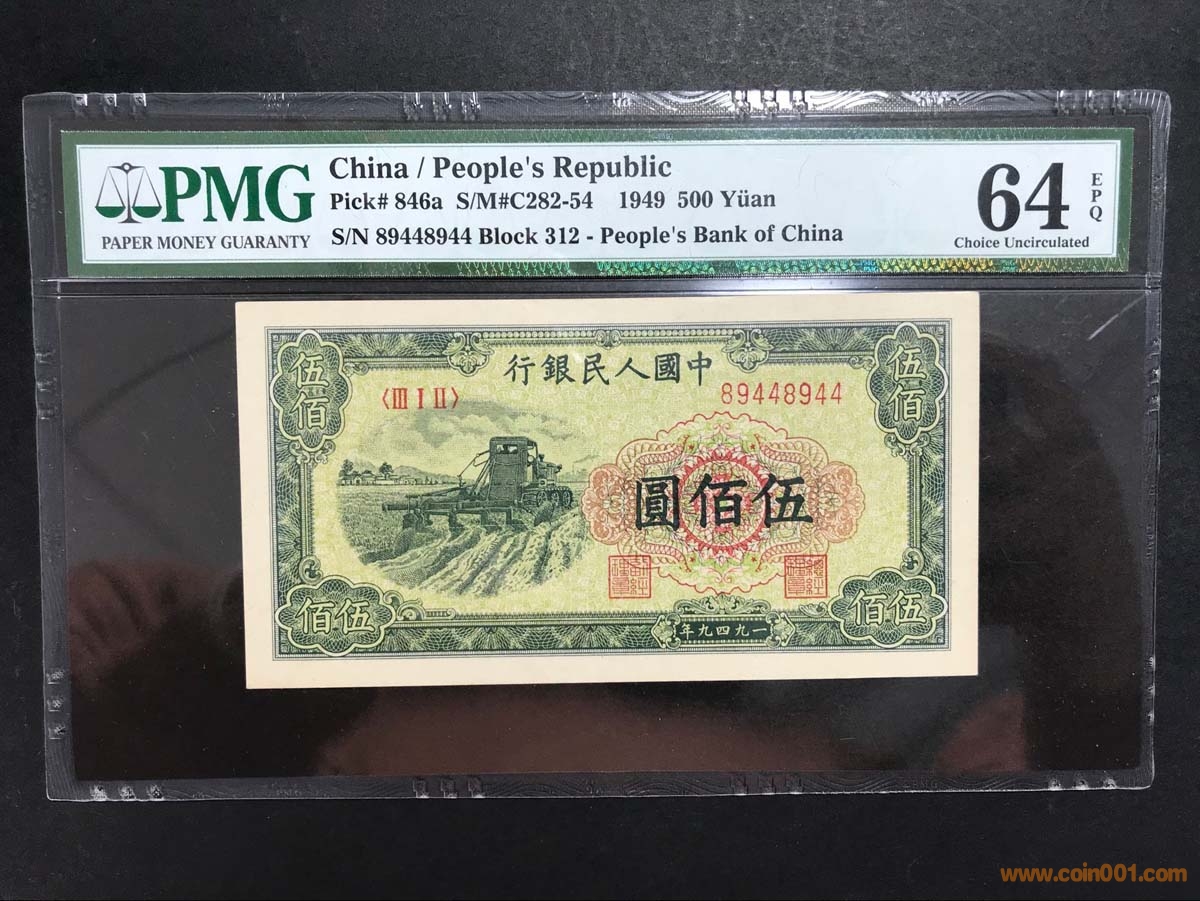 PMG
PAPER MONEY GUARANTY
China / People's Republic
Pick# 846a S/M#C282-54 1949 500 Yüan
S/N 89448944 Block 312 - People's Bank of China
64
EPQ
Choice Uncirculated
行銀民人國中
伍佰
伍佰
〈III I II〉
89448944
圓佰伍
佰伍
年九四九一
佰伍
www.coin001.com